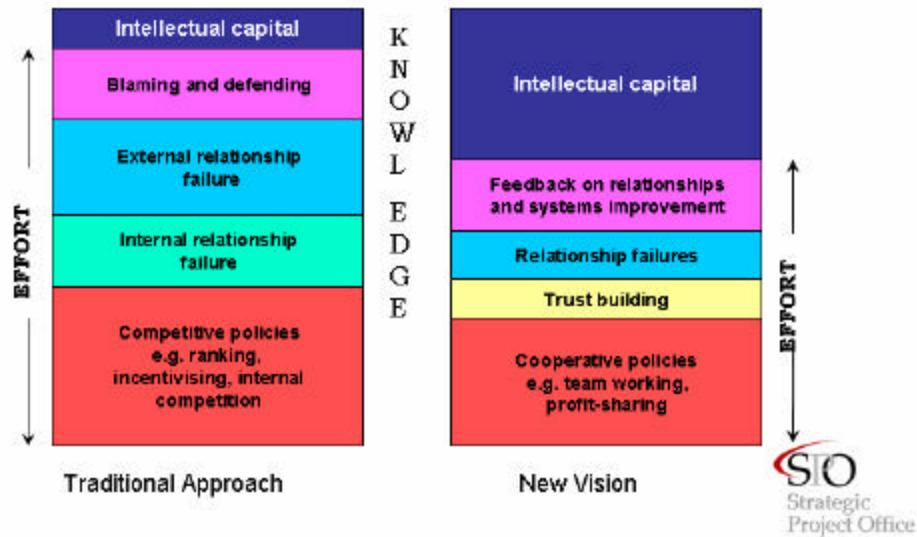 Intellectual capital
Blaming and defending
External relationship
failure
Internal relationship
failure
Competitive policies
e.g. ranking,
incentivising, internal
competition
EFFORT
Traditional Approach
K
N
O
W
L
E
D
G
E
Intellectual capital
Feedback on relationships
and systems improvement
Relationship failures
Trust building
Cooperative policies
e.g. team working,
profit-sharing
EFFORT
New Vision
SPO
Strategic
Project Office